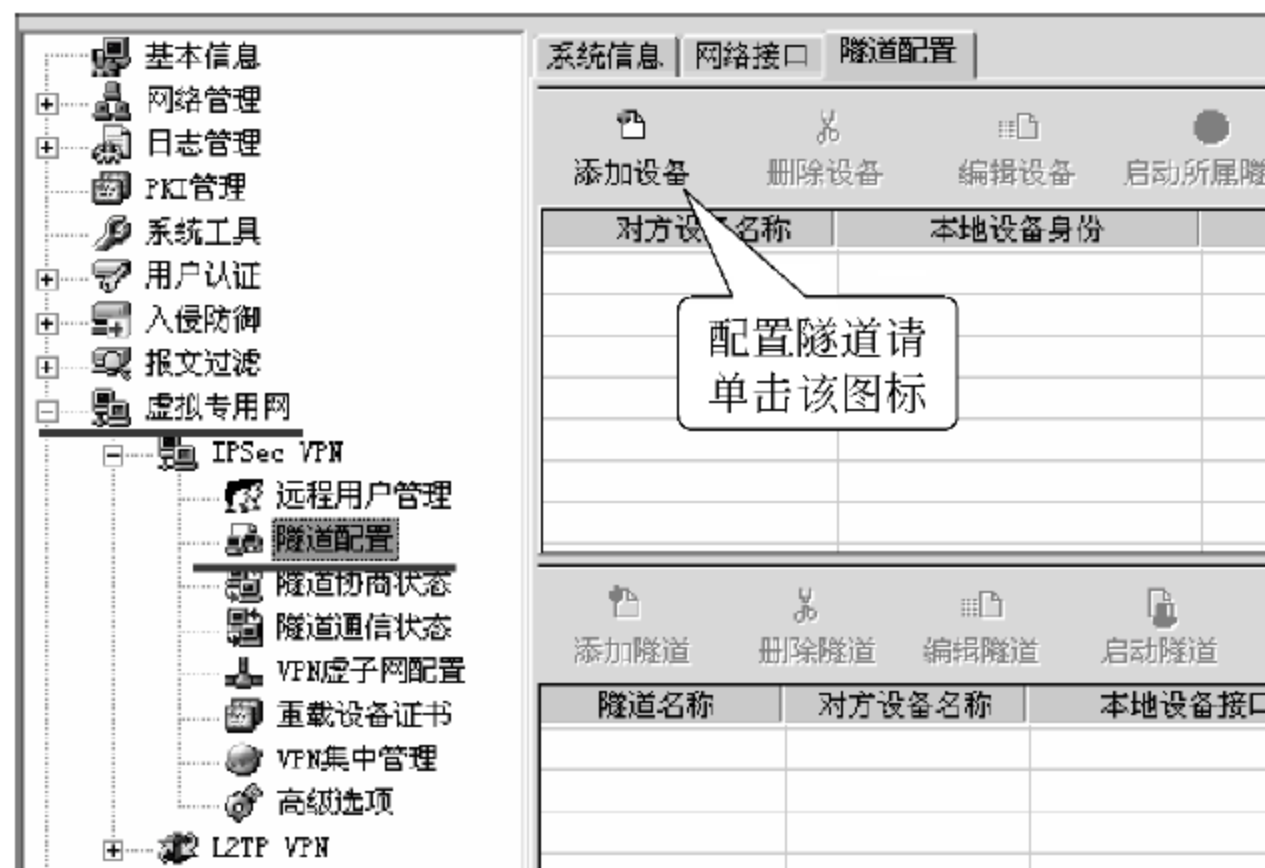 基本信息
网络管理
日志管理
PKI管理
系统工具
用户认证
入侵防御
报文过滤
虚拟专用网
IPSec VPN
远程用户管理
隧道配置
隧道协商状态
隧道通信状态
VPN虚子网配置
重载设备证书
VPN集中管理
高级选项
L2TP VPN
系统信息 网络接口 隧道配置
添加设备 删除设备 编辑设备 启动所属隧
对方设备名称 本地设备身份
配置隧道请
单击该图标
添加隧道 删除隧道 编辑隧道 启动隧道
隧道名称 对方设备名称 本地设备接口